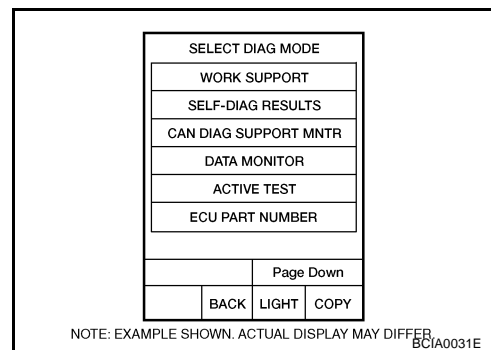 SELECT DIAG MODE
WORK SUPPORT
SELF-DIAG RESULTS
CAN DIAG SUPPORT MNTR
DATA MONITOR
ACTIVE TEST
ECU PART NUMBER
Page Down
BACK LIGHT COPY
NOTE: EXAMPLE SHOWN. ACTUAL DISPLAY MAY DIFFER
BCIA0031E